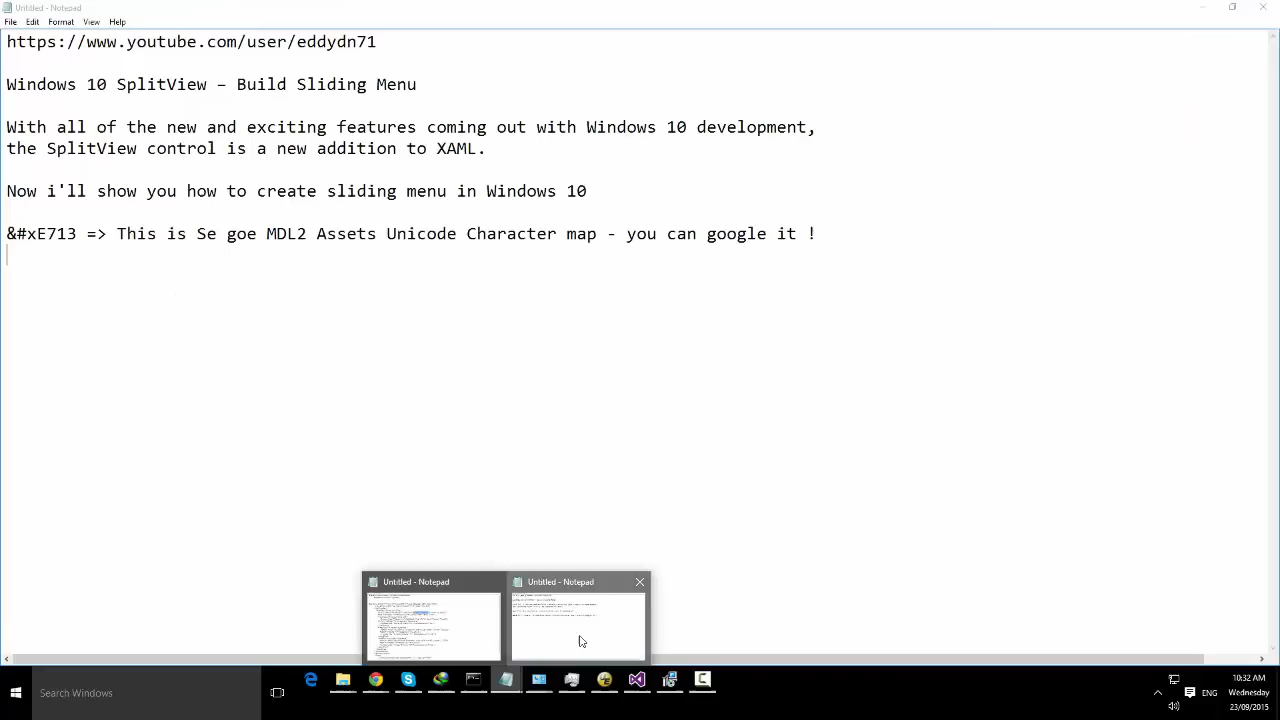 Untitled - Notepad
File Edit Format View Help
https://www.youtube.com/user/eddydn71
Windows 10 SplitView – Build Sliding Menu
With all of the new and exciting features coming out with Windows 10 development,
the SplitView control is a new addition to XAML.
Now i'll show you how to create sliding menu in Windows 10
&#xE713 => This is Se goe MDL2 Assets Unicode Character map - you can google it !
Untitled - Notepad
Untitled - Notepad
Search Windows
ENG
10:32 AM
Wednesday
23/09/2015